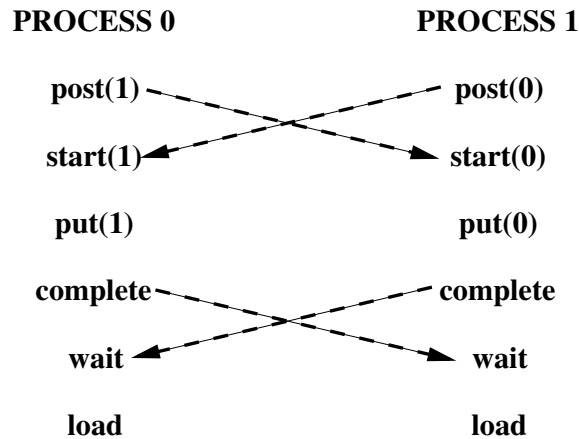 PROCESS 0 PROCESS 1
post(1) post(0)
start(1) start(0)
put(1) put(0)
complete complete
wait wait
load load